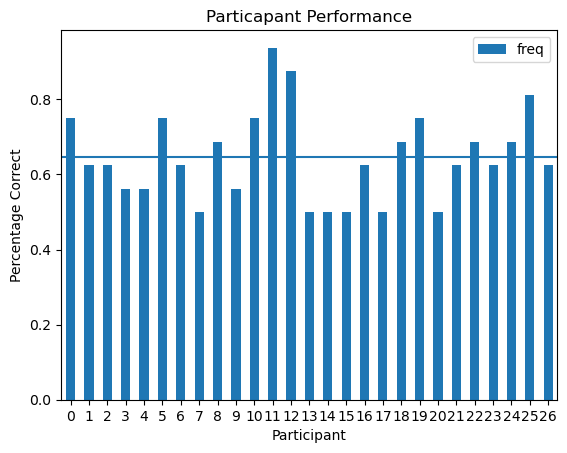 Particapant Performance
freq
Percentage Correct
0.8
0.6
0.4
0.2
0.0
0 1 2 3 4 5 6 7 8 9 10 11 12 13 14 15 16 17 18 19 20 21 22 23 24 25 26
Participant